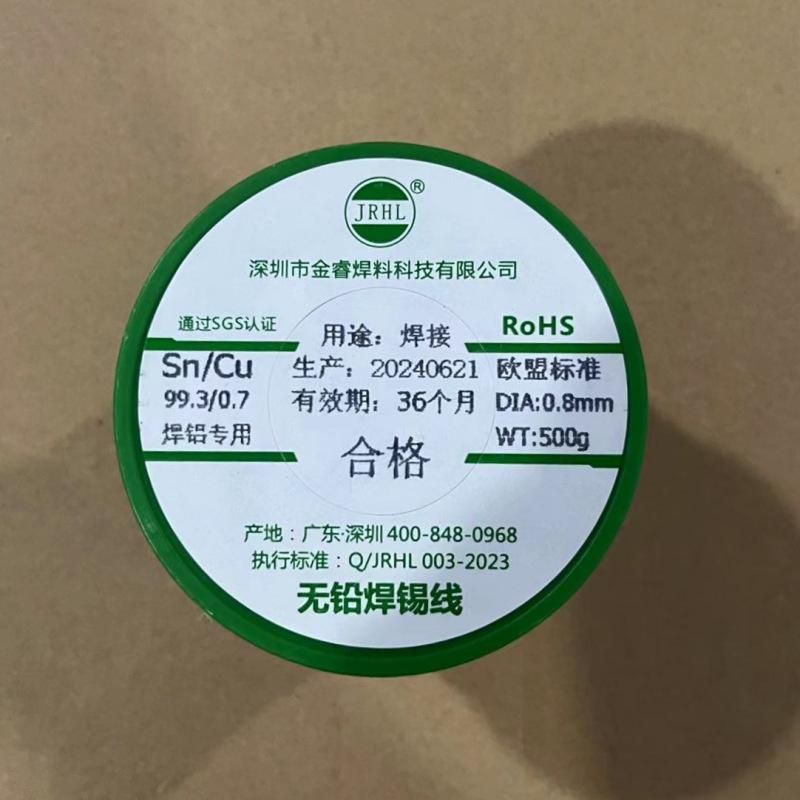 JRHL®
深圳市金睿焊料科技有限公司
通过SGS认证
用途：焊接
RoHS
Sn/Cu
生产：20240621
欧盟标准
99.3/0.7
有效期：36个月
DIA:0.8mm
焊铝专用
合格
WT:500g
产地：广东·深圳 400-848-0968
执行标准：Q/JRHL 003-2023
无铅焊锡线